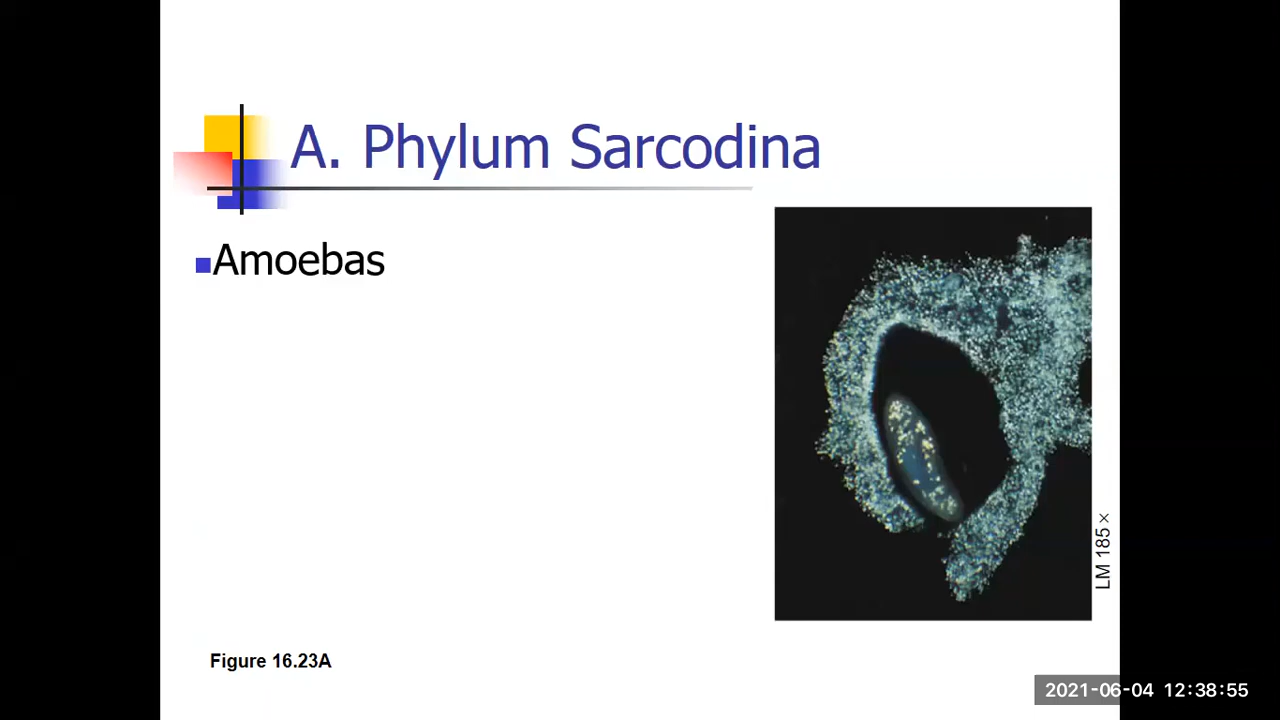 A. Phylum Sarcodina
Amoebas
LM 185 ×
Figure 16.23A
2021-06-04 12:38:55